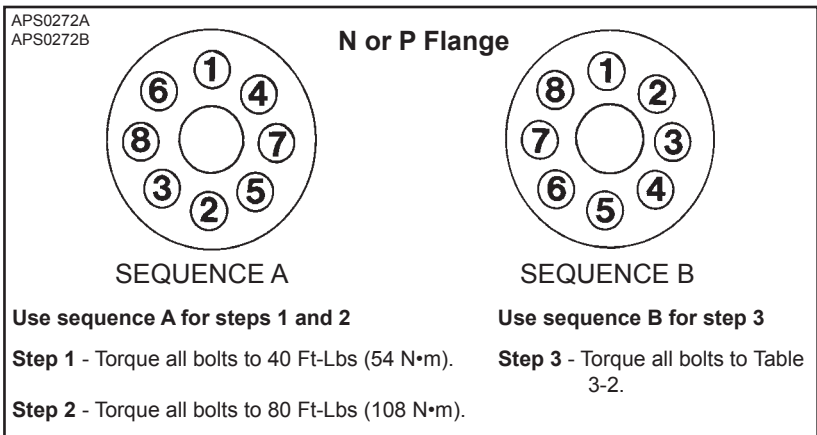 APS0272A
APS0272B
N or P Flange
1
6 4
8 7
3 5
2
SEQUENCE A
1
8 2
7 3
6 4
5
SEQUENCE B
Use sequence A for steps 1 and 2
Step 1 - Torque all bolts to 40 Ft-Lbs (54 N•m).
Step 2 - Torque all bolts to 80 Ft-Lbs (108 N•m).
Use sequence B for step 3
Step 3 - Torque all bolts to Table
3-2.